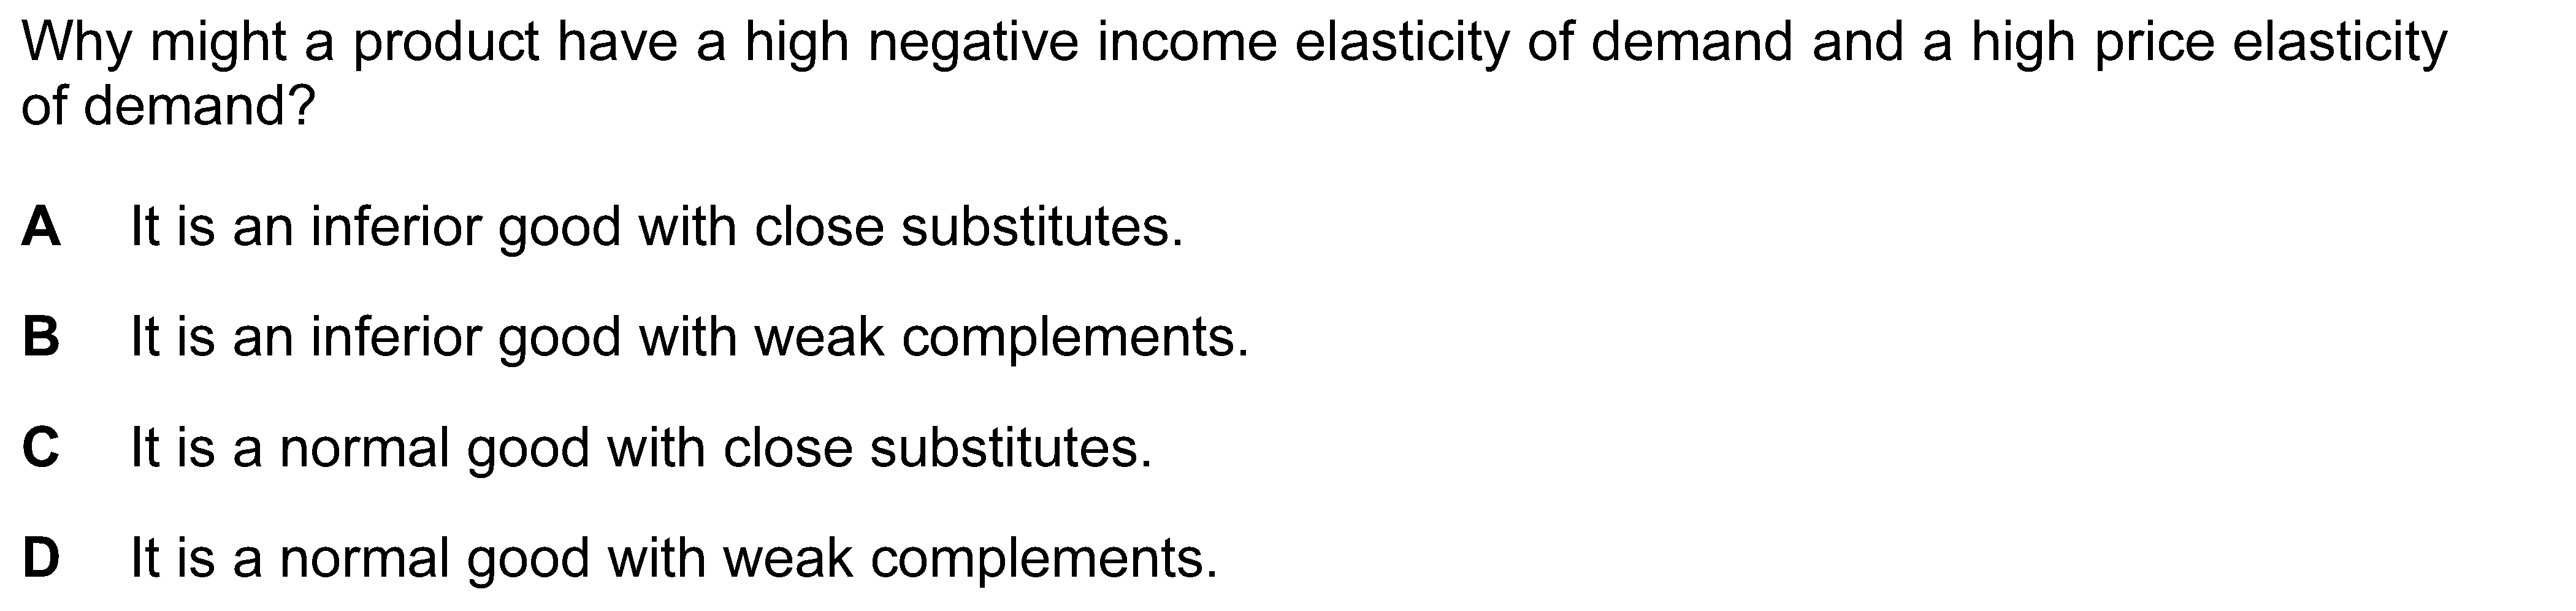 Why might a product have a high negative income elasticity of demand and a high price elasticity
of demand?
A It is an inferior good with close substitutes.
B It is an inferior good with weak complements.
C It is a normal good with close substitutes.
D It is a normal good with weak complements.